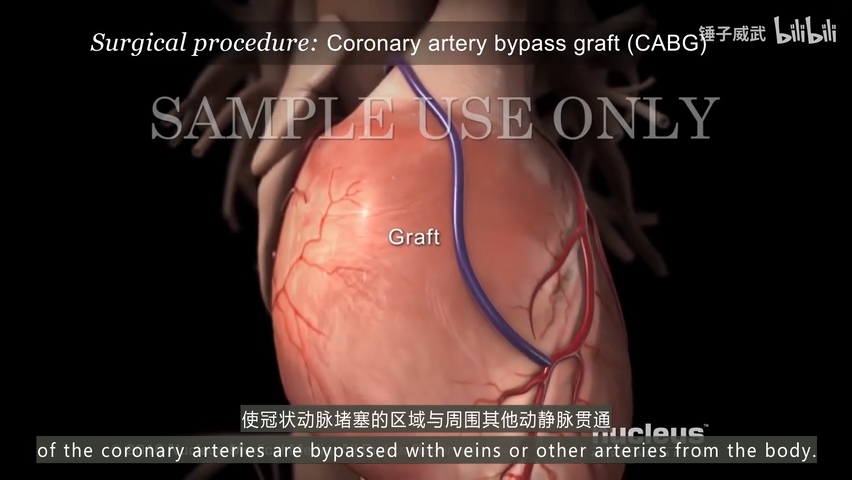 锤子威武 bilibili
Surgical procedure: Coronary artery bypass graft (CABG)
SAMPLE USE ONLY
Graft
使冠状动脉堵塞的区域与周围其他动静脉贯通
nucleus™
of the coronary arteries are bypassed with veins or other arteries from the body.